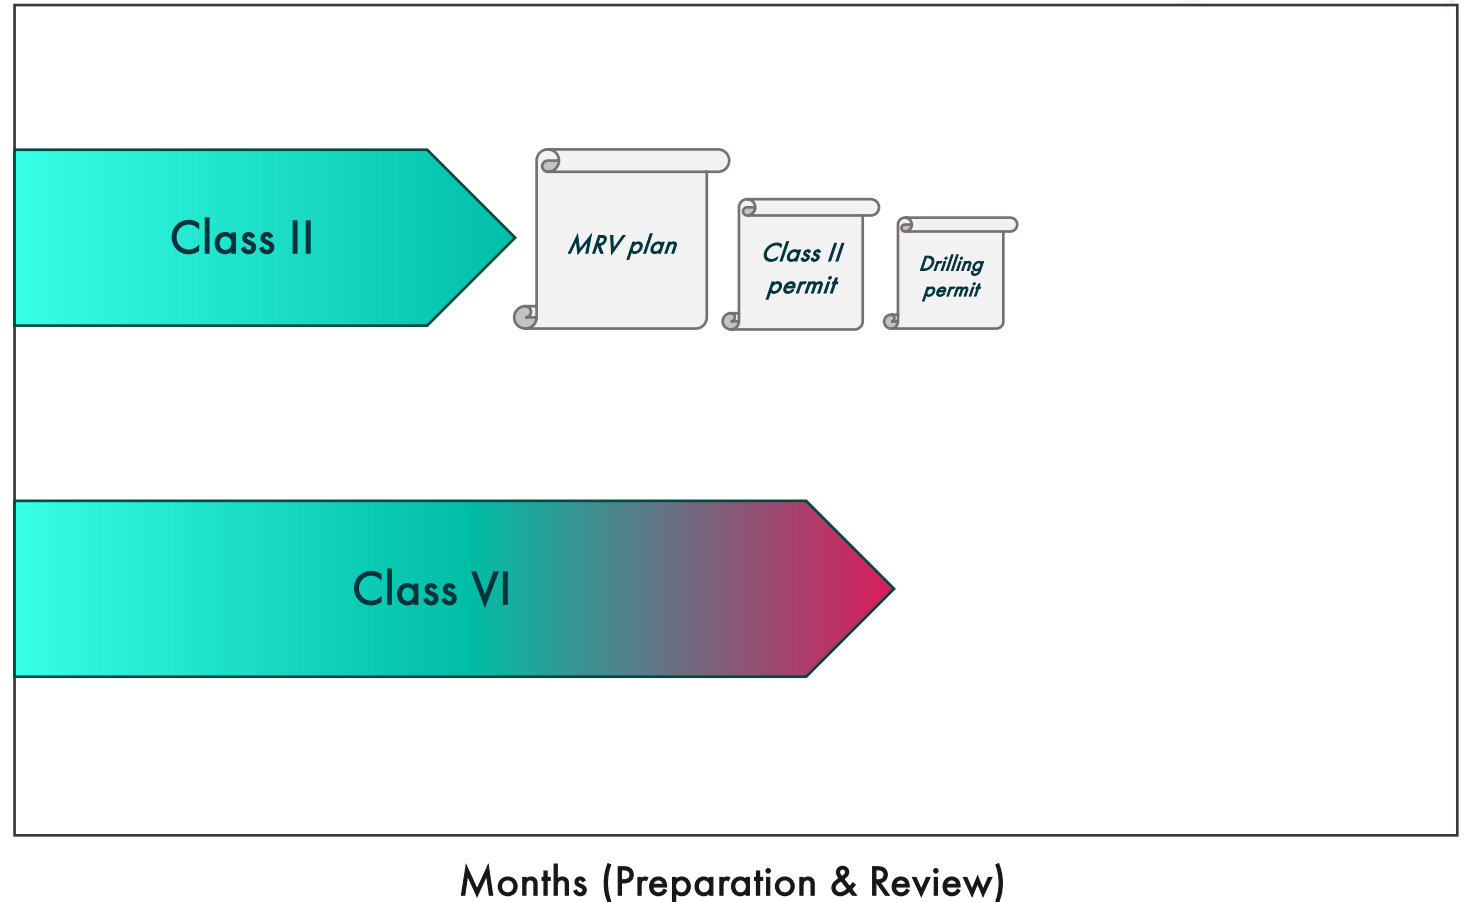 Class II
MRV plan
Class II
permit
Drilling
permit
Class VI
Months (Preparation & Review)